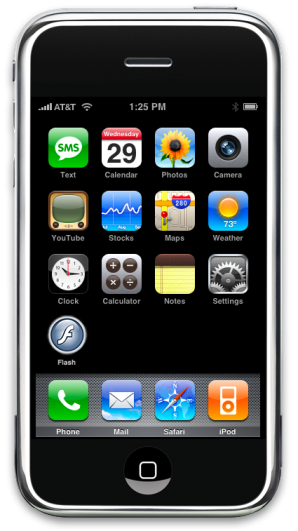 AT&T 1:25 PM
SMS Wednesday 29
Text Calendar Photos Camera
280 73°
YouTube Stocks Maps Weather
Clock Calculator Notes Settings
Flash
Phone Mail Safari iPod